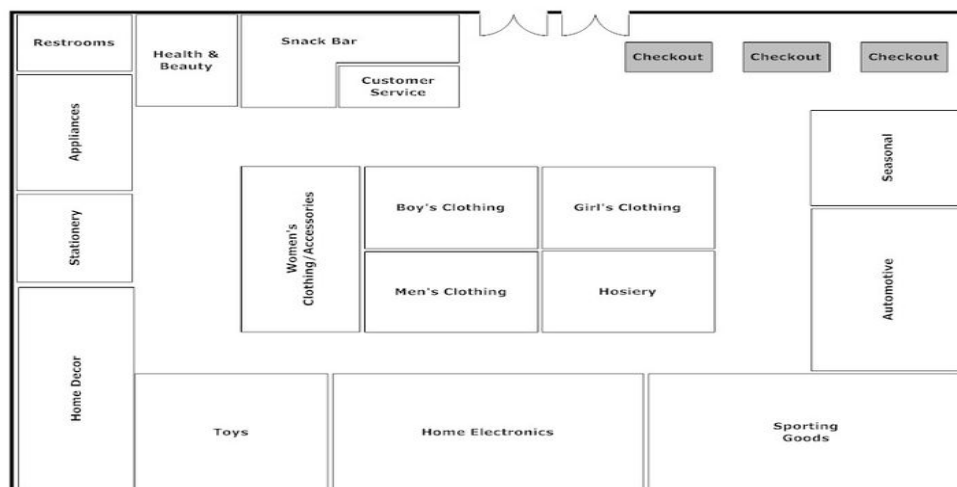 Restrooms
Health &
Beauty
Snack Bar
Customer
Service
Checkout
Checkout
Checkout
Appliances
Stationery
Home Decor
Women's
Clothing/Accessories
Boy's Clothing
Girl's Clothing
Men's Clothing
Hosiery
Seasonal
Automotive
Toys
Home Electronics
Sporting
Goods